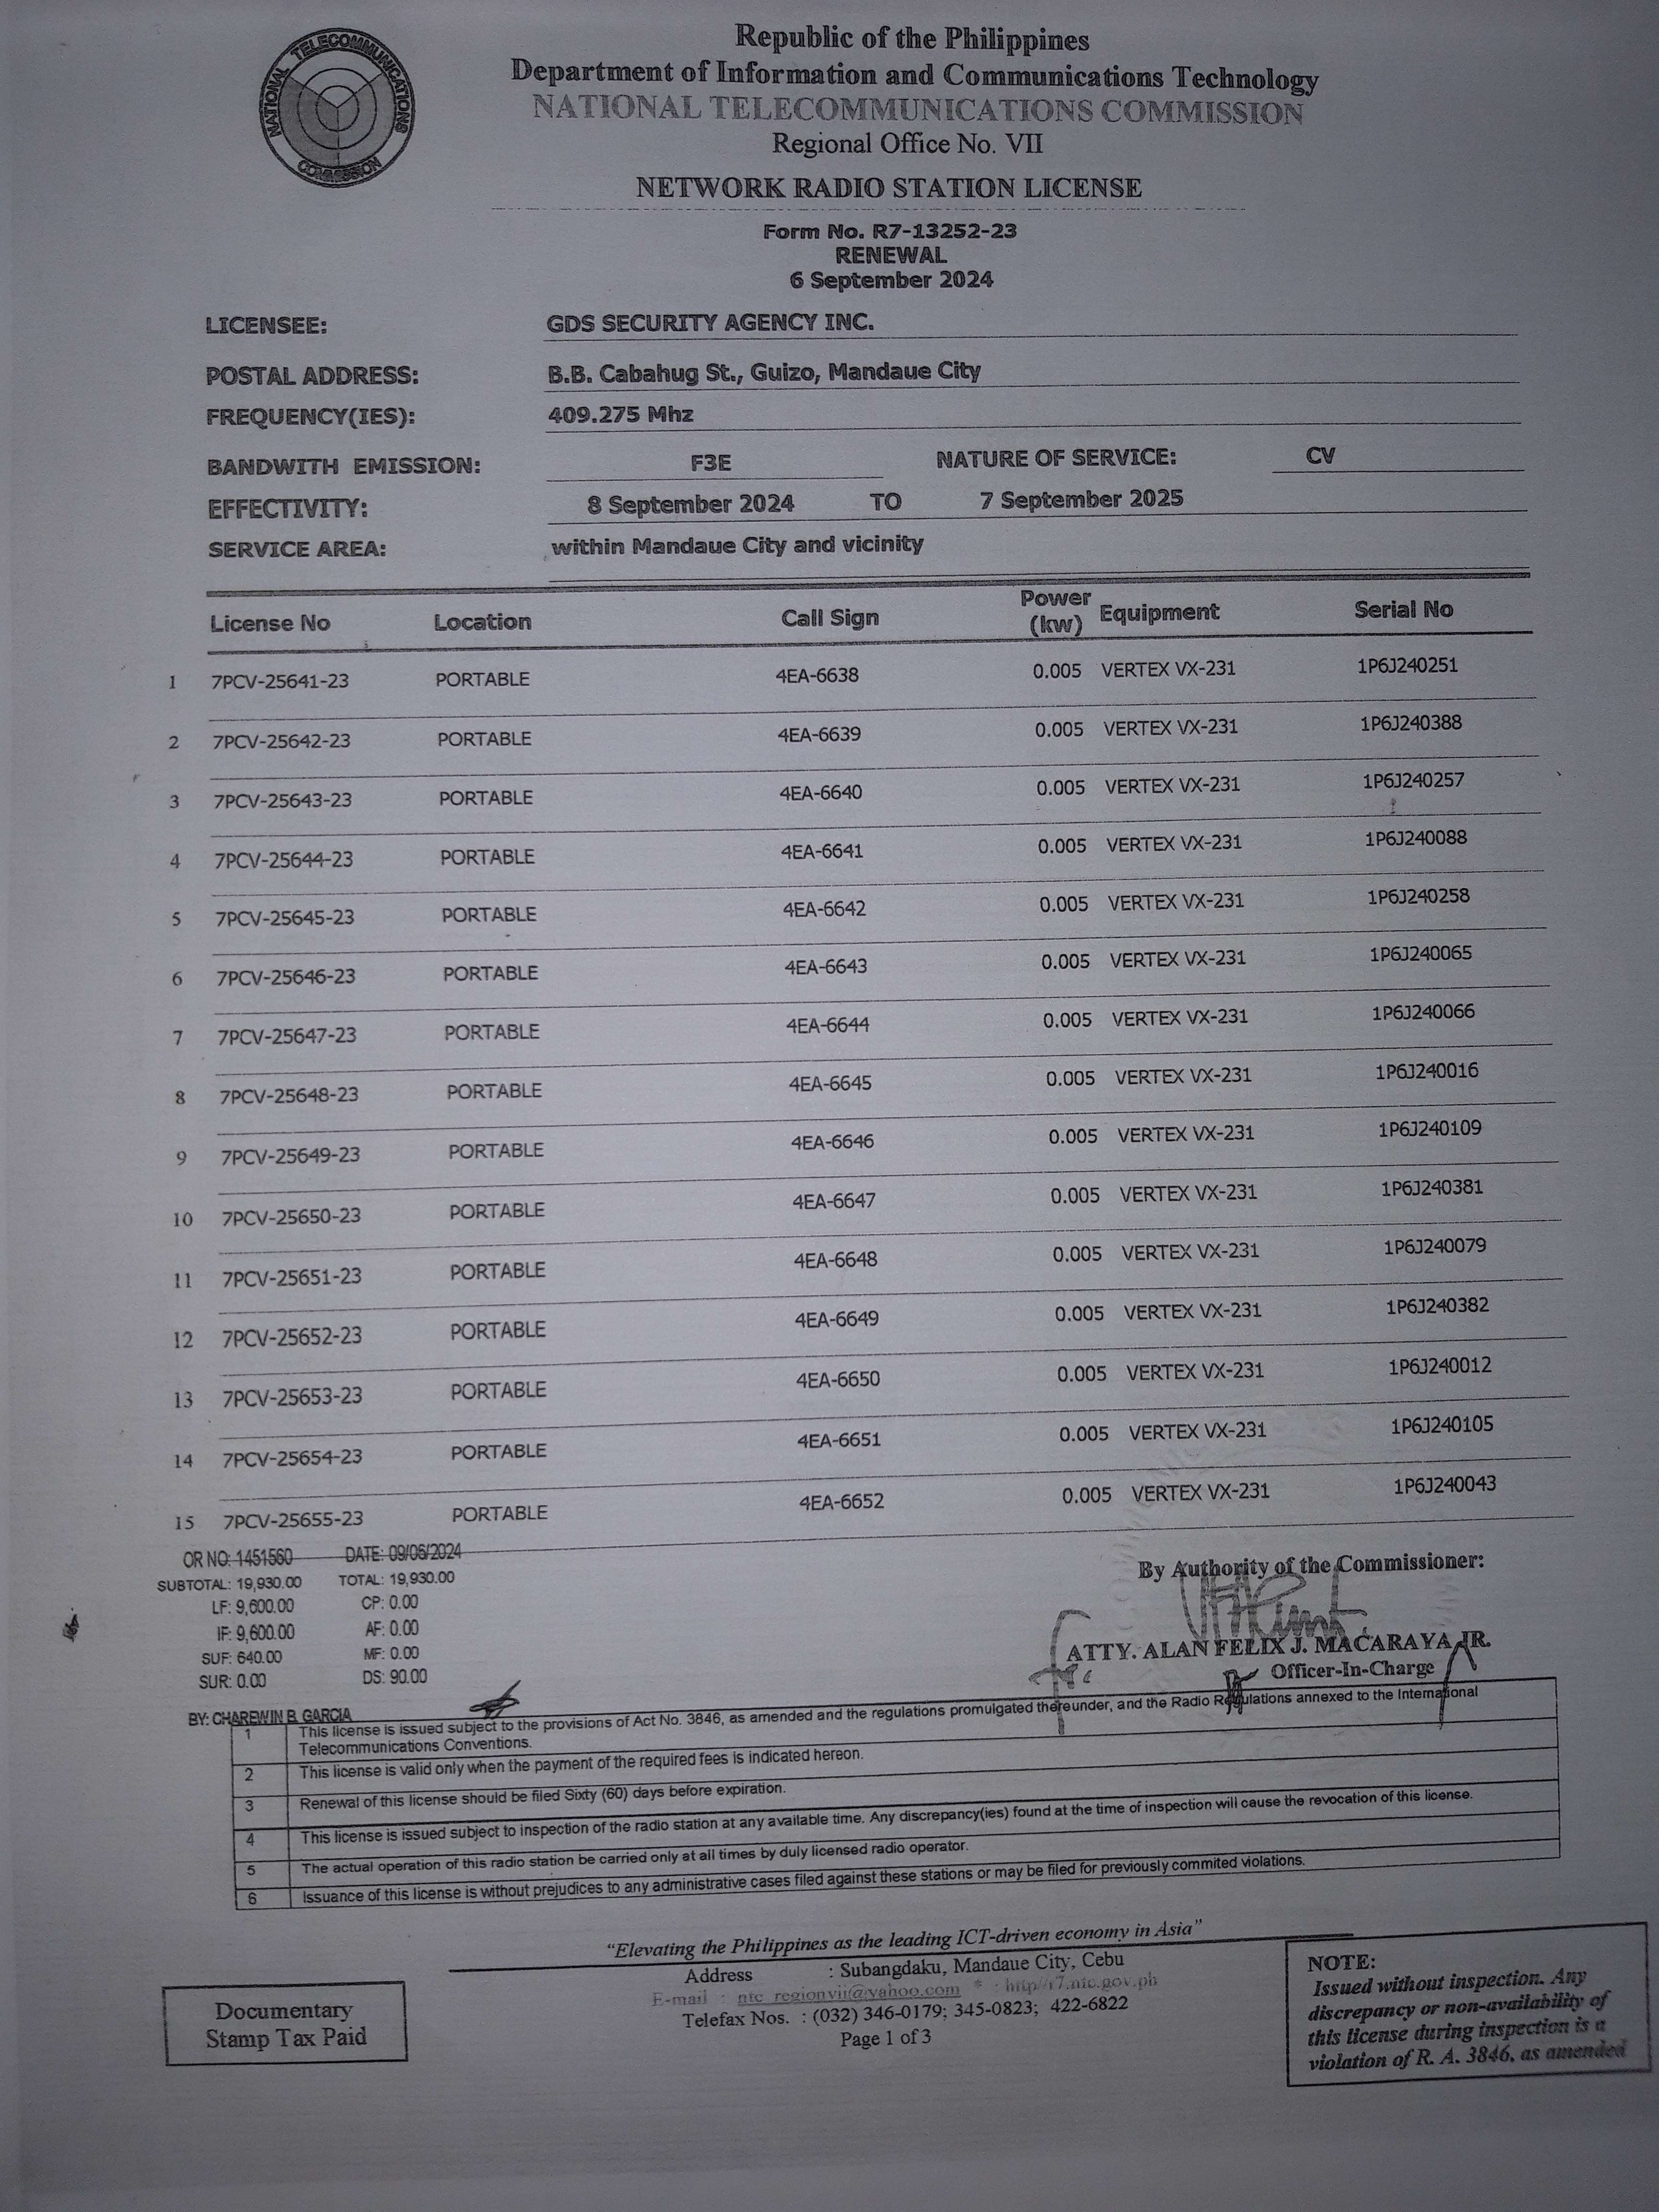 NATIONAL TELECOMMUNICATIONS COMMISSION
Republic of the Philippines
Department of Information and Communications Technology
NATIONAL TELECOMMUNICATIONS COMMISSION
Regional Office No. VII
NETWORK RADIO STATION LICENSE
Form No. R7-13252-23
RENEWAL
6 September 2024
LICENSEE: GDS SECURITY AGENCY INC.
POSTAL ADDRESS: B.B. Cabahug St., Guizo, Mandaue City
FREQUENCY(IES): 409.275 Mhz
BANDWITH EMISSION: F3E NATURE OF SERVICE: CV
EFFECTIVITY: 8 September 2024 TO 7 September 2025
SERVICE AREA: within Mandaue City and vicinity
License No Location Call Sign Power (kw) Equipment Serial No
1 7PCV-25641-23 PORTABLE 4EA-6638 0.005 VERTEX VX-231 1P6J240251
2 7PCV-25642-23 PORTABLE 4EA-6639 0.005 VERTEX VX-231 1P6J240388
3 7PCV-25643-23 PORTABLE 4EA-6640 0.005 VERTEX VX-231 1P6J240257
4 7PCV-25644-23 PORTABLE 4EA-6641 0.005 VERTEX VX-231 1P6J240088
5 7PCV-25645-23 PORTABLE 4EA-6642 0.005 VERTEX VX-231 1P6J240258
6 7PCV-25646-23 PORTABLE 4EA-6643 0.005 VERTEX VX-231 1P6J240065
7 7PCV-25647-23 PORTABLE 4EA-6644 0.005 VERTEX VX-231 1P6J240066
8 7PCV-25648-23 PORTABLE 4EA-6645 0.005 VERTEX VX-231 1P6J240016
9 7PCV-25649-23 PORTABLE 4EA-6646 0.005 VERTEX VX-231 1P6J240109
10 7PCV-25650-23 PORTABLE 4EA-6647 0.005 VERTEX VX-231 1P6J240381
11 7PCV-25651-23 PORTABLE 4EA-6648 0.005 VERTEX VX-231 1P6J240079
12 7PCV-25652-23 PORTABLE 4EA-6649 0.005 VERTEX VX-231 1P6J240382
13 7PCV-25653-23 PORTABLE 4EA-6650 0.005 VERTEX VX-231 1P6J240012
14 7PCV-25654-23 PORTABLE 4EA-6651 0.005 VERTEX VX-231 1P6J240105
15 7PCV-25655-23 PORTABLE 4EA-6652 0.005 VERTEX VX-231 1P6J240043
OR NO: 1451560 DATE: 09/06/2024
SUBTOTAL: 19,930.00 TOTAL: 19,930.00
LF: 9,600.00 CP: 0.00
IF: 9,600.00 AF: 0.00
SUF: 640.00 MF: 0.00
SUR: 0.00 DS: 90.00
BY: CHAREWIN B. GARCIA
By Authority of the Commissioner:
ATTY. ALAN FELIX J. MACARAYA, JR.
Officer-In-Charge
1 This license is issued subject to the provisions of Act No. 3846, as amended and the regulations promulgated thereunder, and the Radio Regulations annexed to the International
Telecommunications Conventions.
2 This license is valid only when the payment of the required fees is indicated hereon.
3 Renewal of this license should be filed Sixty (60) days before expiration.
4 This license is issued subject to inspection of the radio station at any available time. Any discrepancy(ies) found at the time of inspection will cause the revocation of this license.
5 The actual operation of this radio station be carried only at all times by duly licensed radio operator.
6 Issuance of this license is without prejudices to any administrative cases filed against these stations or may be filed for previously commited violations.
"Elevating the Philippines as the leading ICT-driven economy in Asia"
Address : Subangdaku, Mandaue City, Cebu
E-mail : ntc_regionvii@yahoo.com * : http//r7.ntc.gov.ph
Telefax Nos. : (032) 346-0179; 345-0823; 422-6822
Page 1 of 3
Documentary
Stamp Tax Paid
NOTE:
Issued without inspection. Any
discrepancy or non-availability of
this license during inspection is a
violation of R. A. 3846, as amended